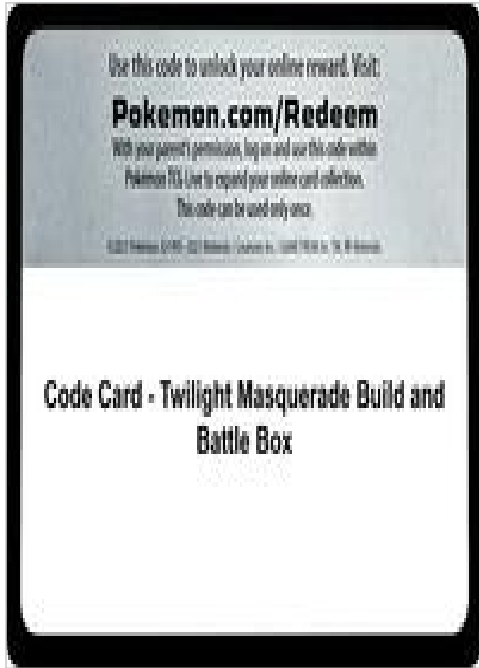 Use this code to unlock your online reward. Visit:
Pokemon.com/Redeem
With your parent's permission, log on and use this code within
Pokémon TCG Live to expand your online card collection.
This code can be used only once.
Code Card - Twilight Masquerade Build and
Battle Box